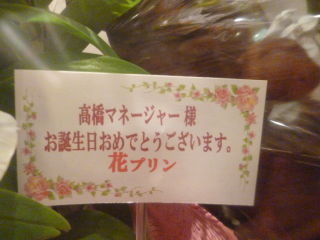 髙橋マネージャー 様
お誕生日おめでとうございます。
花プリン